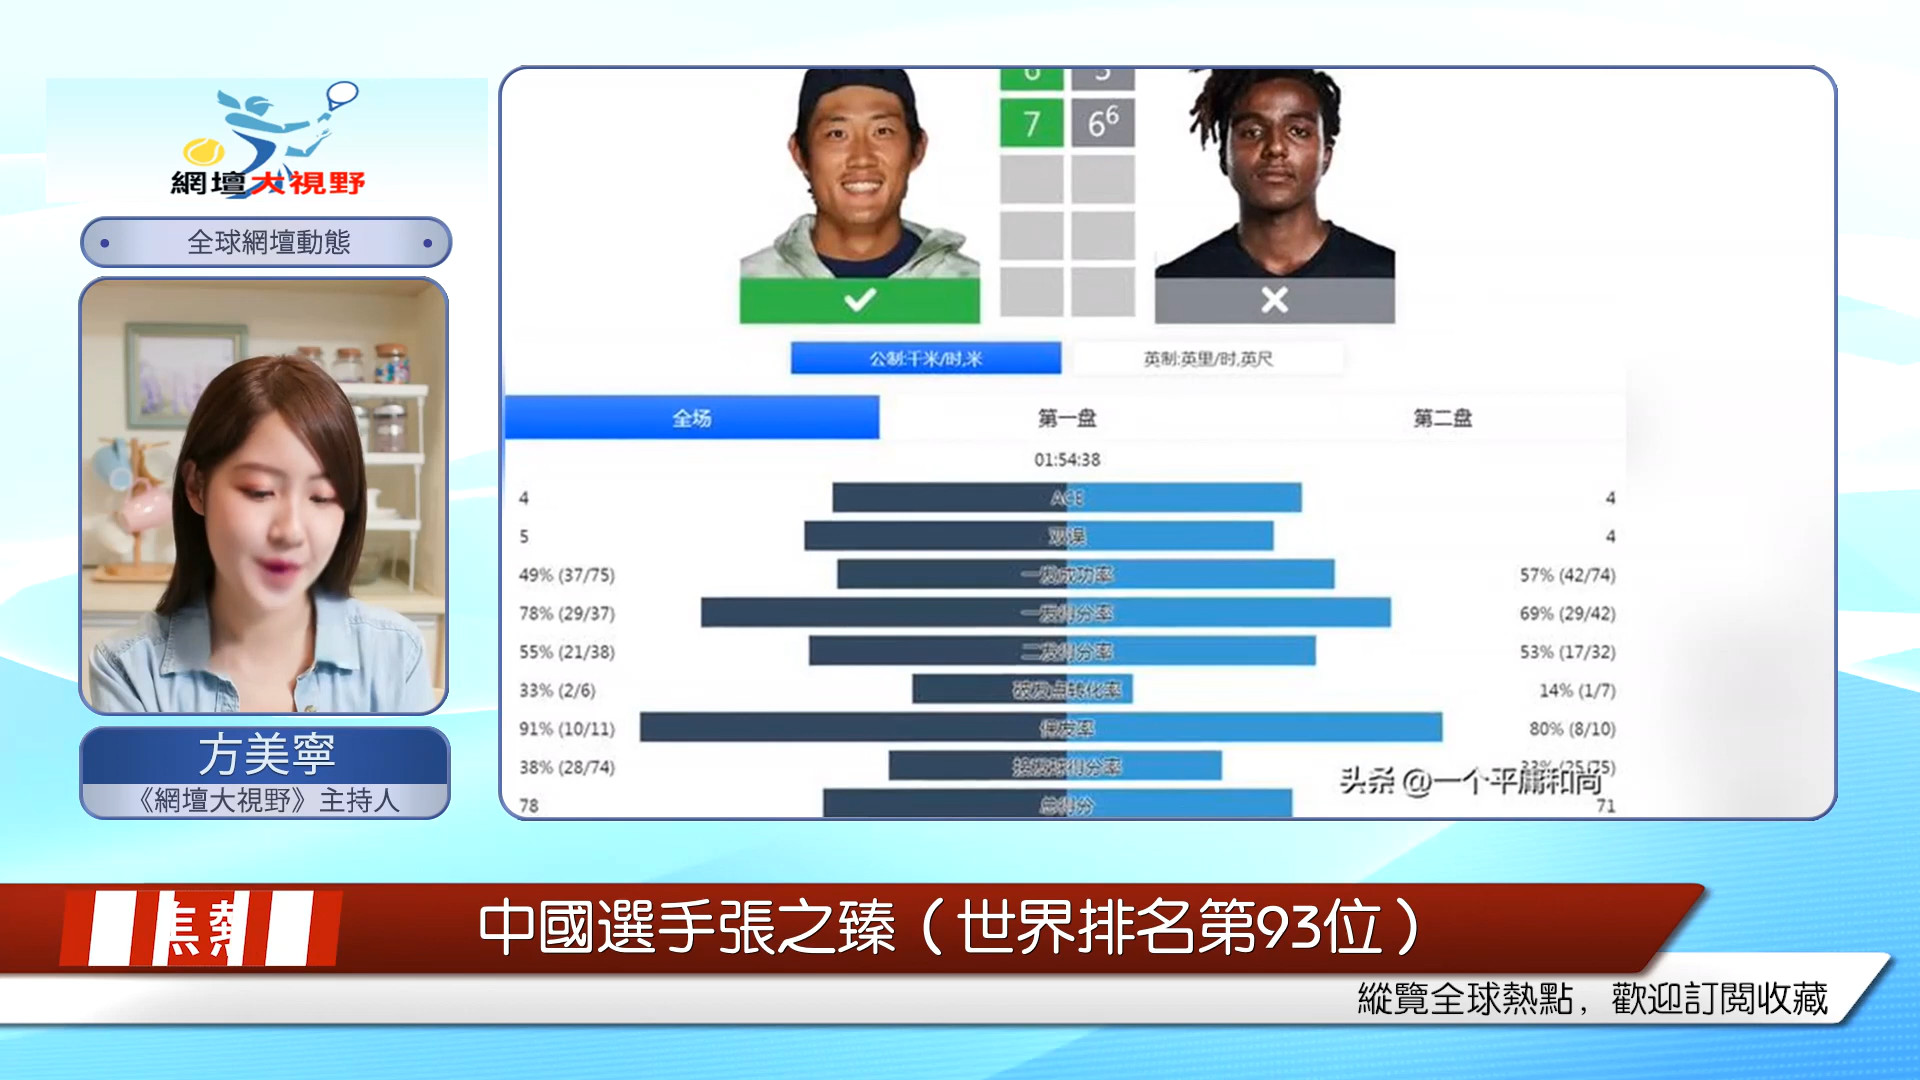 網壇大視野
全球網壇動態
方美寧
《網壇大視野》主持人
7 6⁶
公制:千米/时,米 英制:英里/时,英尺
全场 第一盘 第二盘
01:54:38
4 ACE 4
5 双误 4
49% (37/75) 一发成功率 57% (42/74)
78% (29/37) 一发得分率 69% (29/42)
55% (21/38) 二发得分率 53% (17/32)
33% (2/6) 破发点转化率 14% (1/7)
91% (10/11) 保发率 80% (8/10)
38% (28/74) 接发球得分率 33% (25/75)
头条 @一个平庸和尚
78 总得分 71
焦熱
中國選手張之臻（世界排名第93位）
縱覽全球熱點，歡迎訂閱收藏